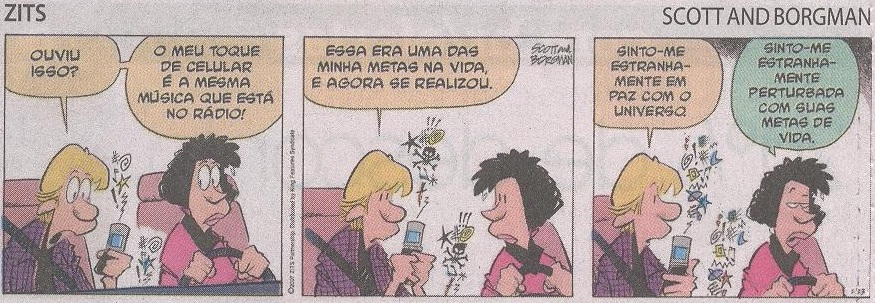 ZITS
SCOTT AND BORGMAN
OUVIU
ISSO?
O MEU TOQUE
DE CELULAR
É A MESMA
MÚSICA QUE ESTÁ
NO RÁDIO!
ESSA ERA UMA DAS
MINHA METAS NA VIDA,
E AGORA SE REALIZOU.
SCOTT AND
BORGMAN
SINTO-ME
ESTRANHA-
MENTE EM
PAZ COM O
UNIVERSO
SINTO-ME
ESTRANHA-
MENTE
PERTURBADA
COM SUAS
METAS DE
VIDA.